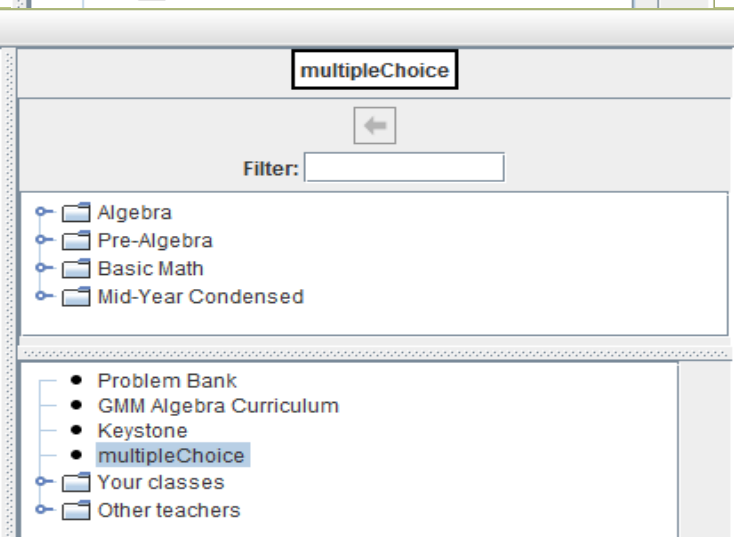 multipleChoice
Filter:
Algebra
Pre-Algebra
Basic Math
Mid-Year Condensed
Problem Bank
GMM Algebra Curriculum
Keystone
multipleChoice
Your classes
Other teachers